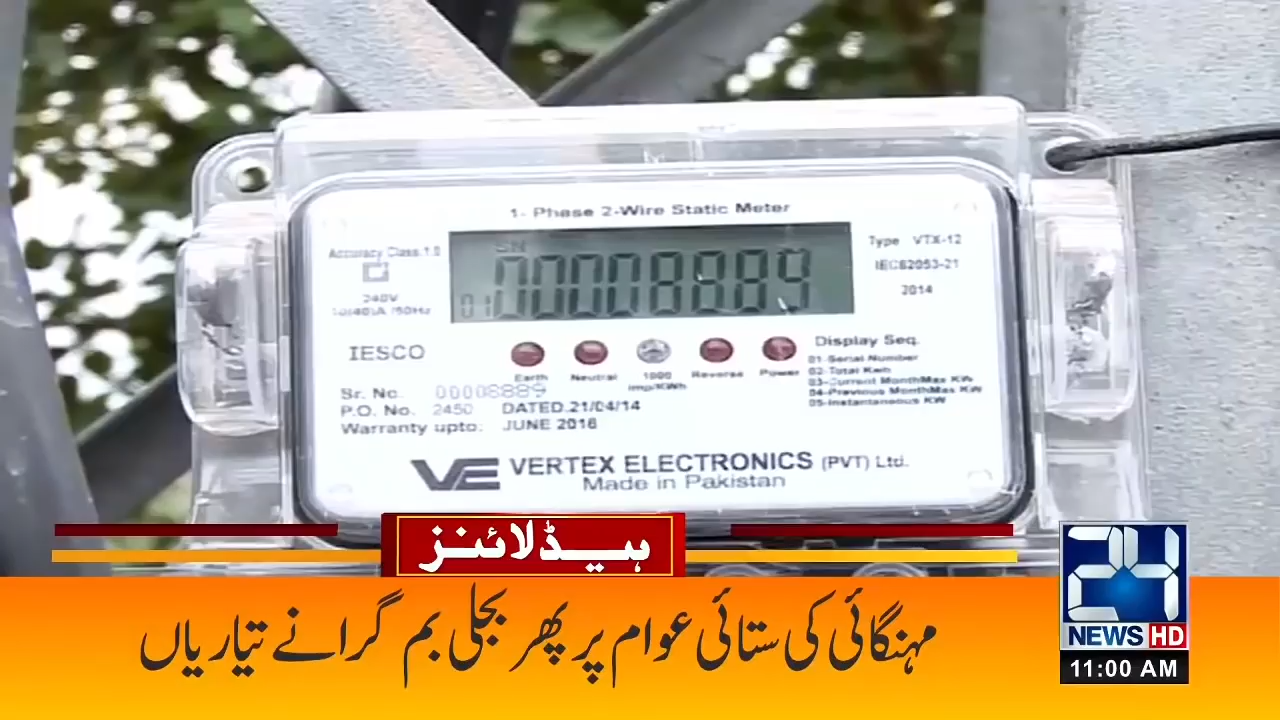 1- Phase 2-Wire Static Meter
Accuracy Class.1.0
240V
10(40)A /50Hz
SN
01 00008889
Type VTX-12
IEC62053-21
2014
IESCO
Earth Neutral 1000 imp/KWh Reverse Power
Display Seq.
01-Serial Number
02-Total Kwh
03-Current MonthMax KW
04-Previous MonthMax KW
05-Instantaneous KW
Sr. No. 00008889
P.O. No. 2450 DATED.21/04/14
Warranty upto: JUNE 2016
VE VERTEX ELECTRONICS (PVT) Ltd.
Made in Pakistan
ہیڈلائنز
مہنگائی کی ستائی عوام پر پھر بجلی بم گرانے تیاریاں
24
NEWS HD
11:00 AM